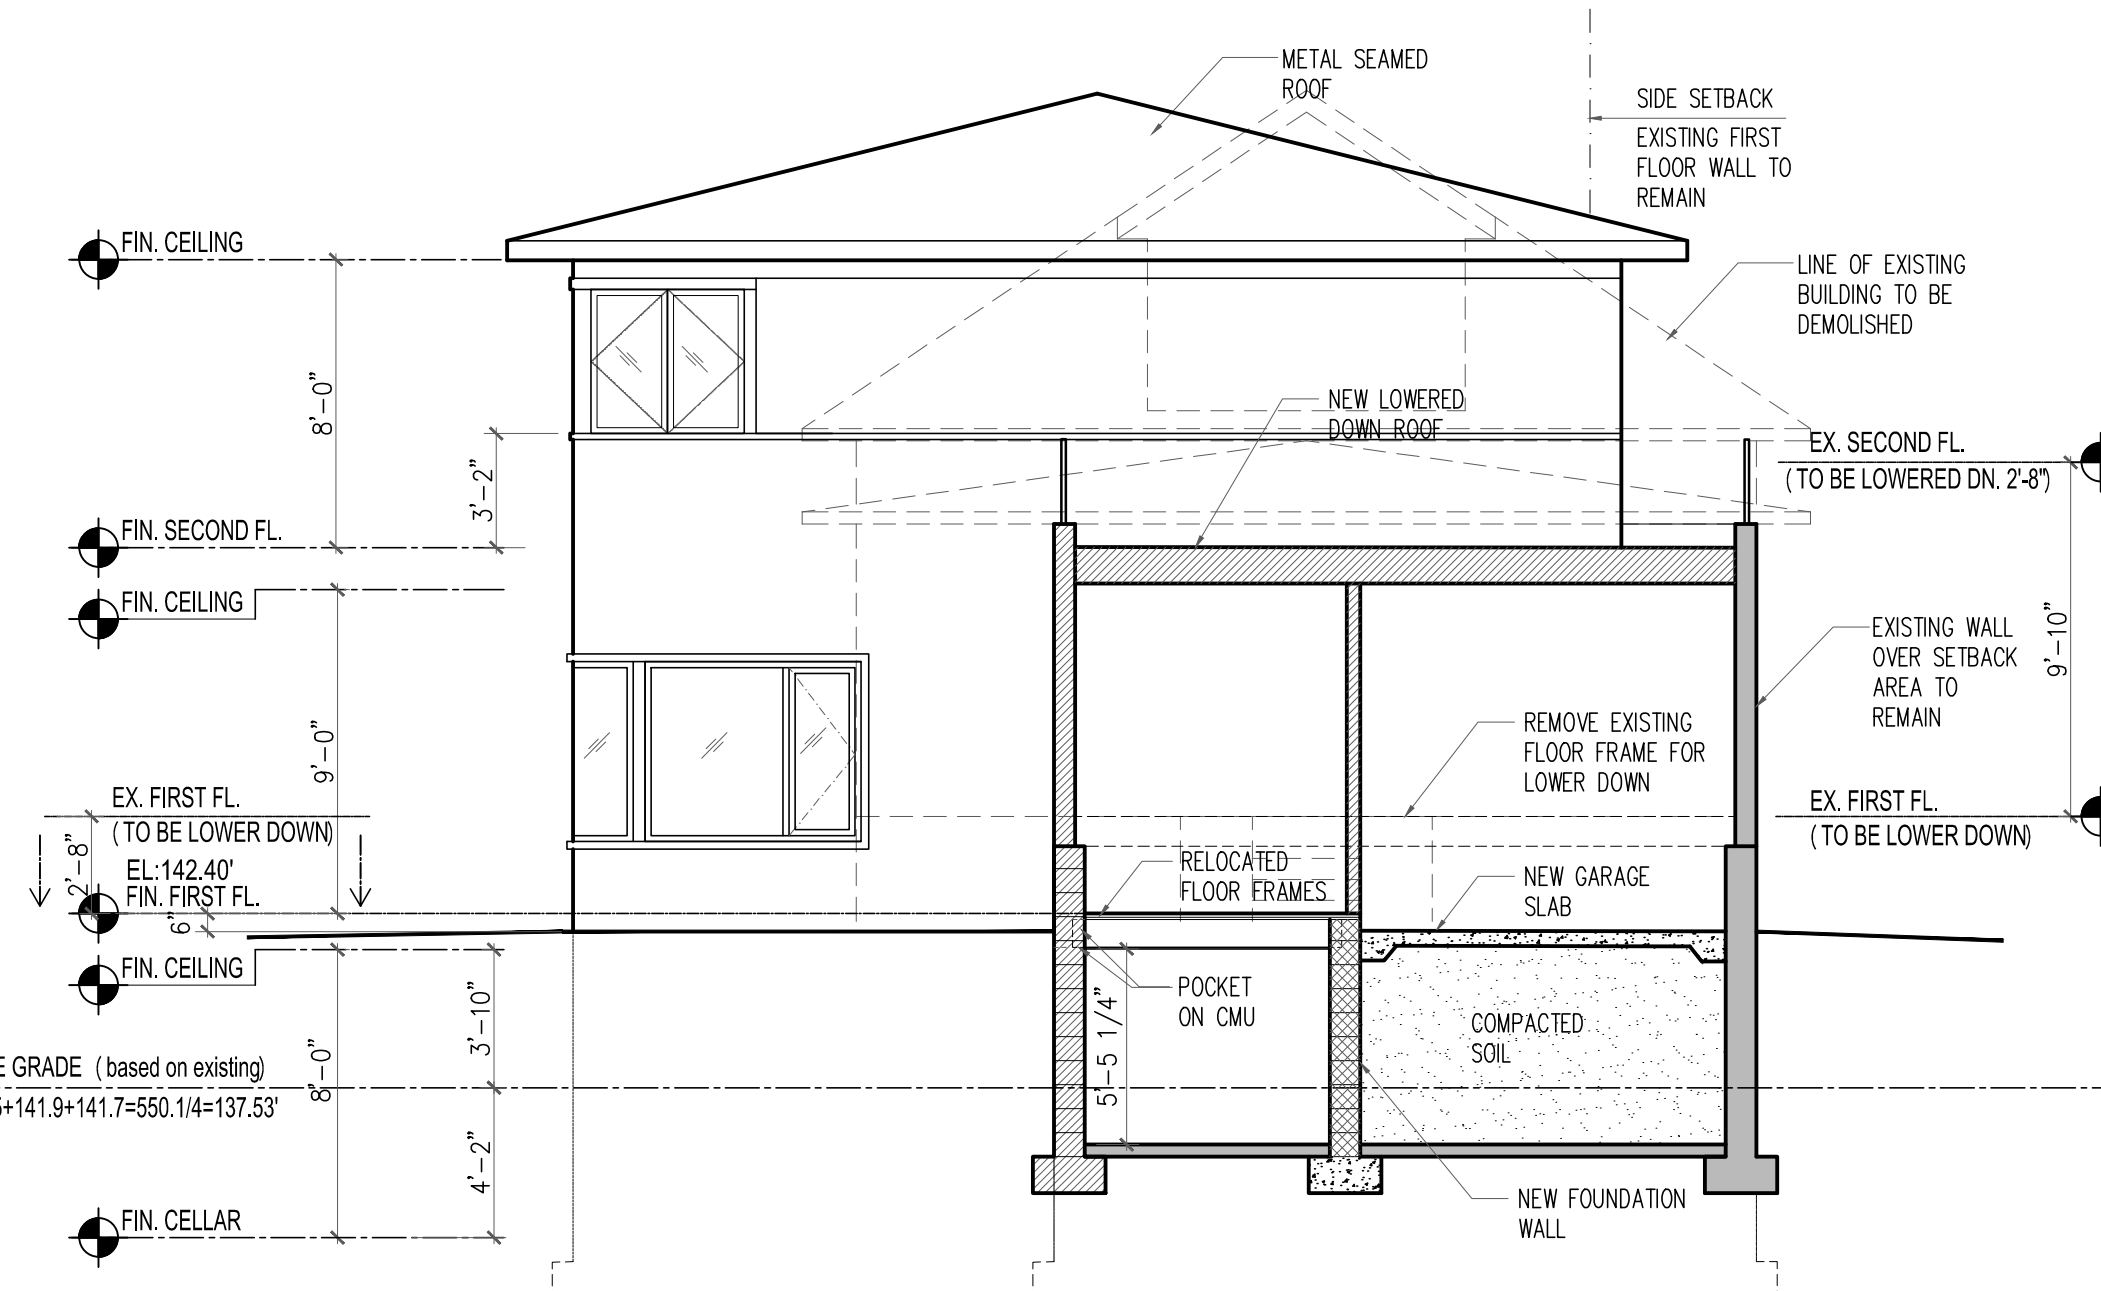 METAL SEAMED
ROOF
SIDE SETBACK
EXISTING FIRST
FLOOR WALL TO
REMAIN
FIN. CEILING
LINE OF EXISTING
BUILDING TO BE
DEMOLISHED
8'-0"
NEW LOWERED
DOWN ROOF
3'-2"
EX. SECOND FL.
(TO BE LOWERED DN. 2'-8")
FIN. SECOND FL.
FIN. CEILING
9'-0"
EXISTING WALL
OVER SETBACK
AREA TO
REMAIN
9'-10"
REMOVE EXISTING
FLOOR FRAME FOR
LOWER DOWN
EX. FIRST FL.
(TO BE LOWER DOWN)
EX. FIRST FL.
(TO BE LOWER DOWN)
2'-8"
EL:142.40'
FIN. FIRST FL.
6"
RELOCATED
FLOOR FRAMES
NEW GARAGE
SLAB
FIN. CEILING
POCKET
ON CMU
3'-10"
5'-5 1/4"
COMPACTED
SOIL
8'-0"
E GRADE (based on existing)
5+141.9+141.7=550.1/4=137.53'
4'-2"
FIN. CELLAR
NEW FOUNDATION
WALL